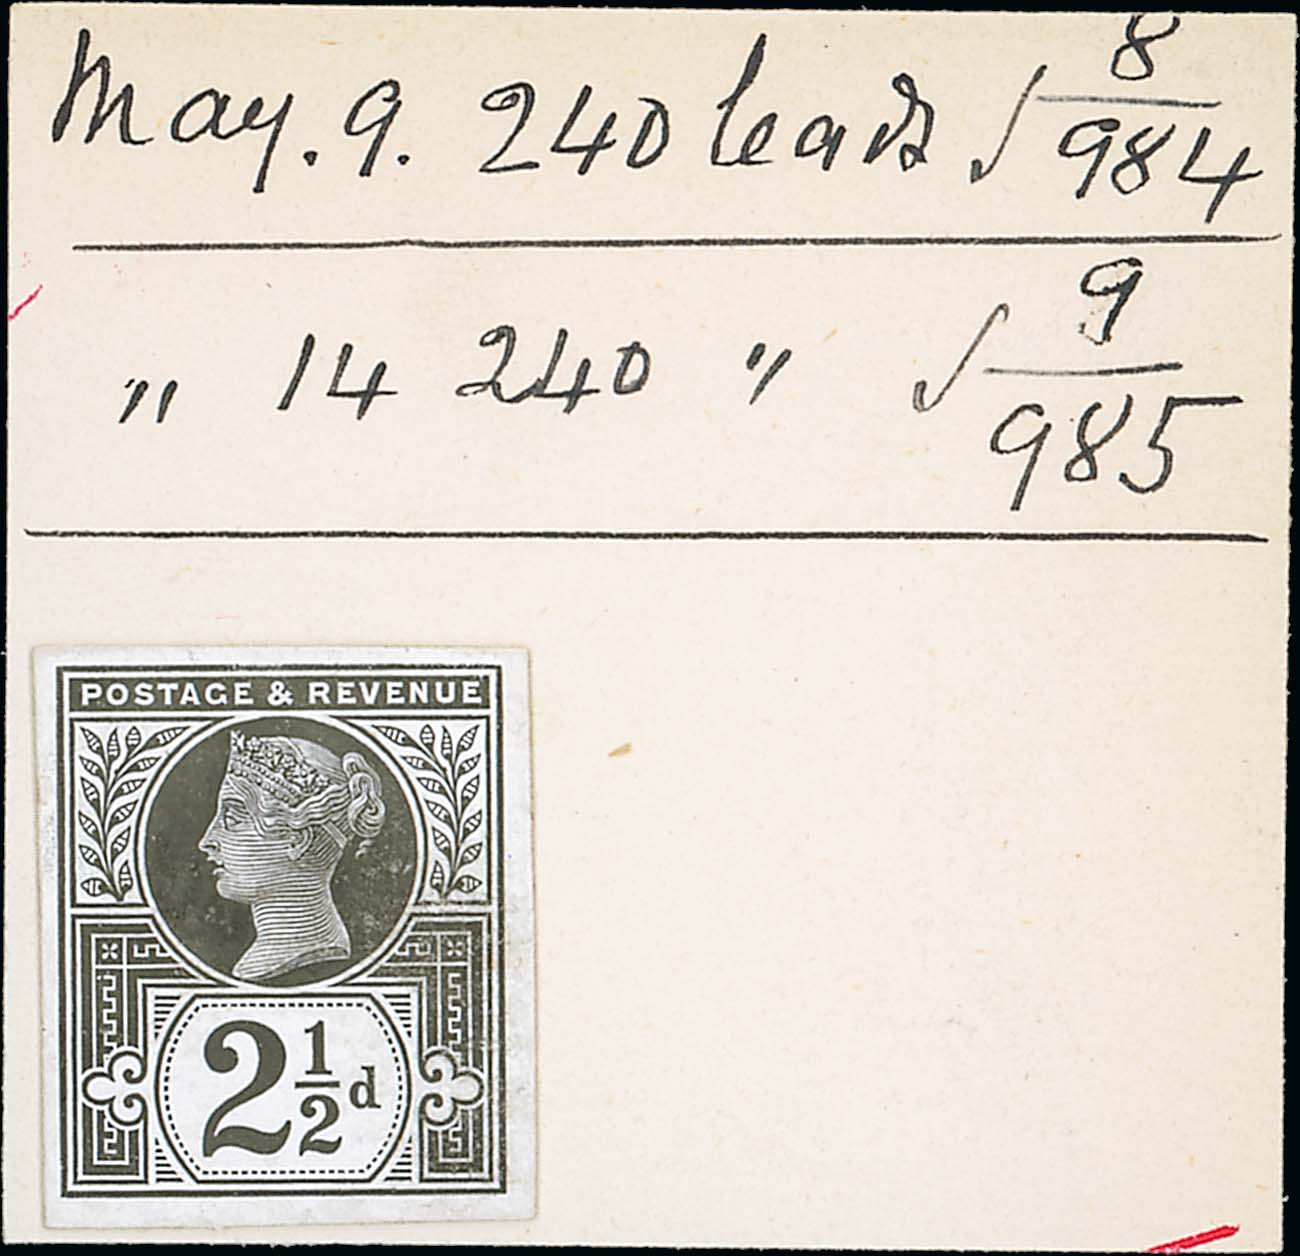 May. 9. 240 leads √ 8
984
" 14 240 " √ 9
985
POSTAGE & REVENUE
2½d